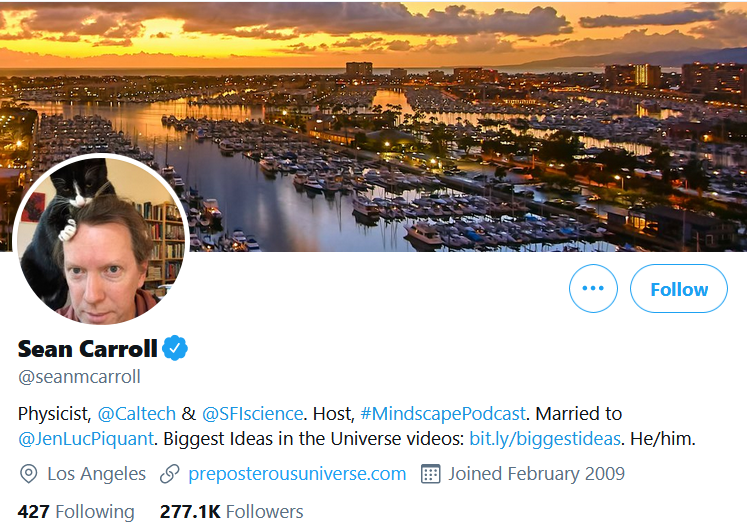 Follow
Sean Carroll
@seanmcarroll
Physicist, @Caltech & @SFIscience. Host, #MindscapePodcast. Married to
@JenLucPiquant. Biggest Ideas in the Universe videos: bit.ly/biggestideas. He/him.
Los Angeles preposterousuniverse.com Joined February 2009
427 Following 277.1K Followers